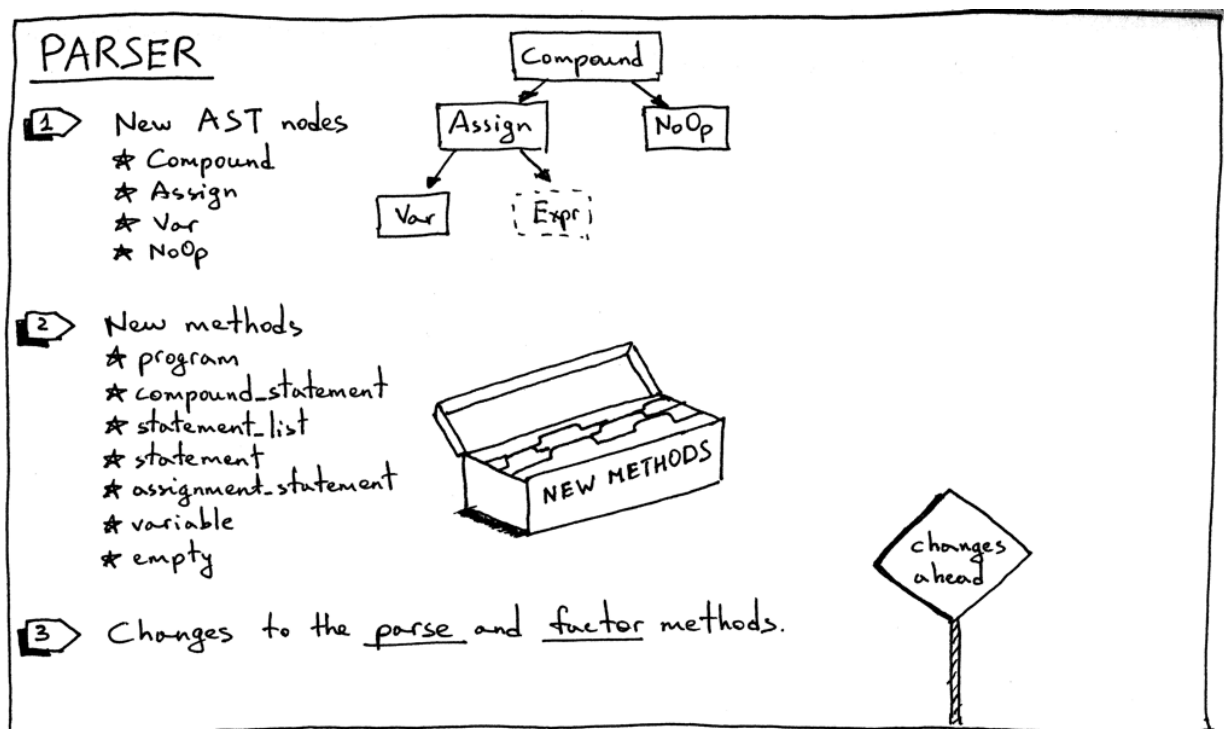 PARSER
1 New AST nodes
★ Compound
★ Assign
★ Var
★ NoOp
Compound
Assign
NoOp
Var
Expr
2 New methods
★ program
★ compound_statement
★ statement_list
★ statement
★ assignment_statement
★ variable
★ empty
NEW METHODS
changes
ahead
3 Changes to the parse and factor methods.